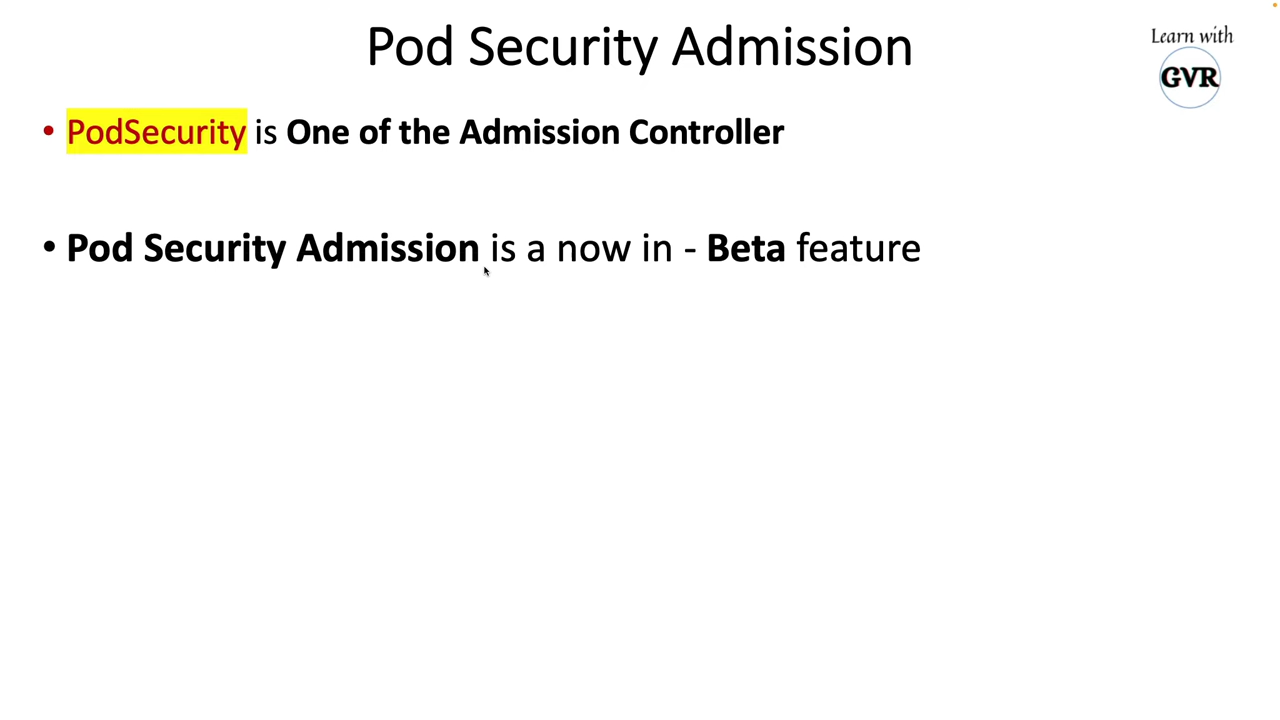 Pod Security Admission
Learn with
GVR
• PodSecurity is One of the Admission Controller
• Pod Security Admission is a now in - Beta feature